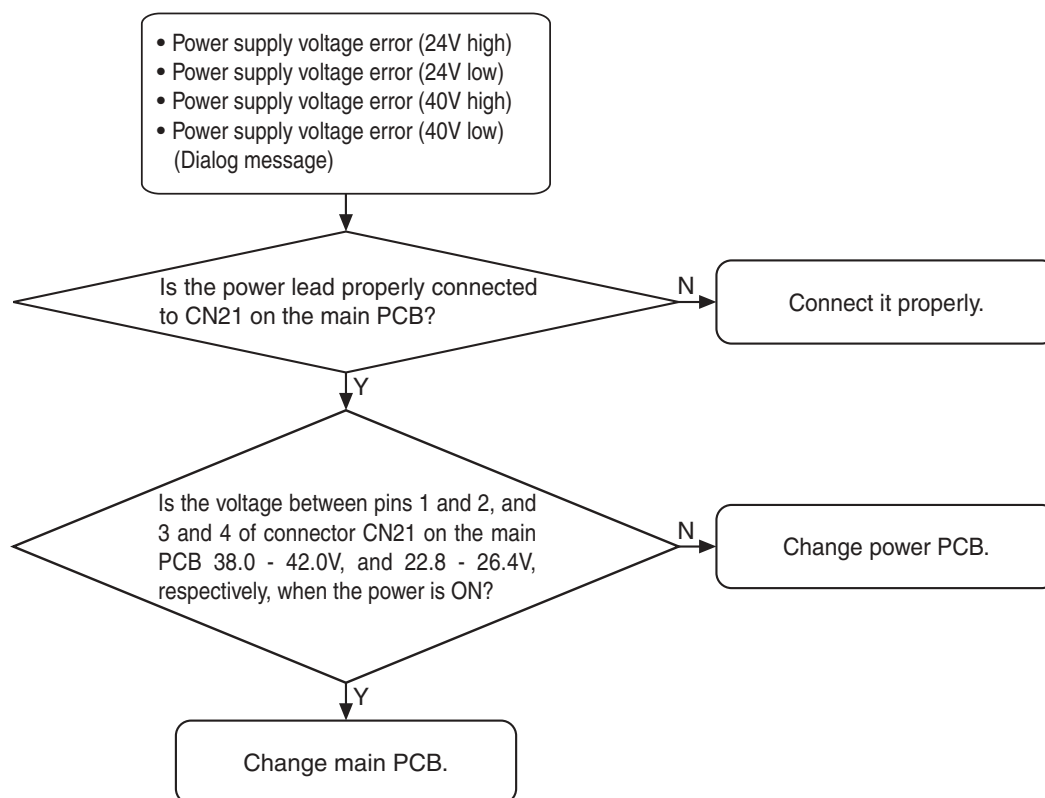 • Power supply voltage error (24V high)
• Power supply voltage error (24V low)
• Power supply voltage error (40V high)
• Power supply voltage error (40V low)
(Dialog message)
Is the power lead properly connected
to CN21 on the main PCB?
N
Connect it properly.
Y
Is the voltage between pins 1 and 2, and
3 and 4 of connector CN21 on the main
PCB 38.0 - 42.0V, and 22.8 - 26.4V,
respectively, when the power is ON?
N
Change power PCB.
Y
Change main PCB.